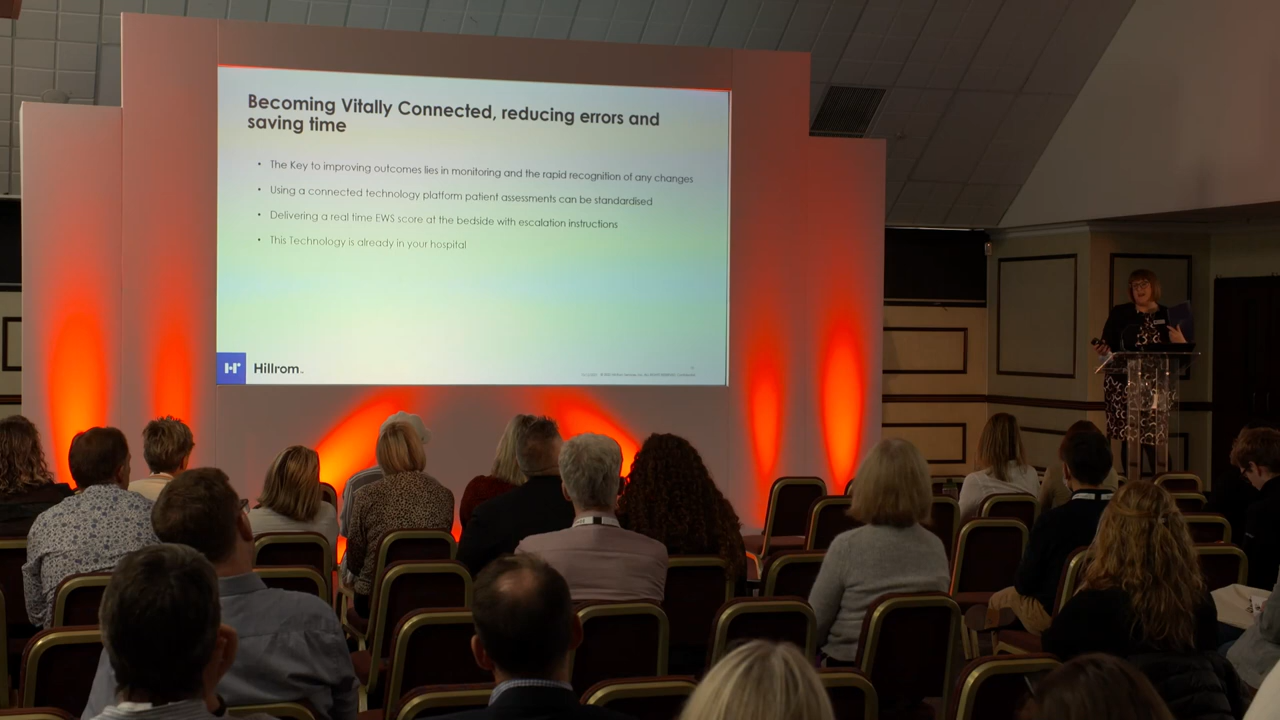 Becoming Vitally Connected, reducing errors and
saving time
• The Key to improving outcomes lies in monitoring and the rapid recognition of any changes
• Using a connected technology platform patient assessments can be standardised
• Delivering a real time EWS score at the bedside with escalation instructions
• This Technology is already in your hospital
Hillrom